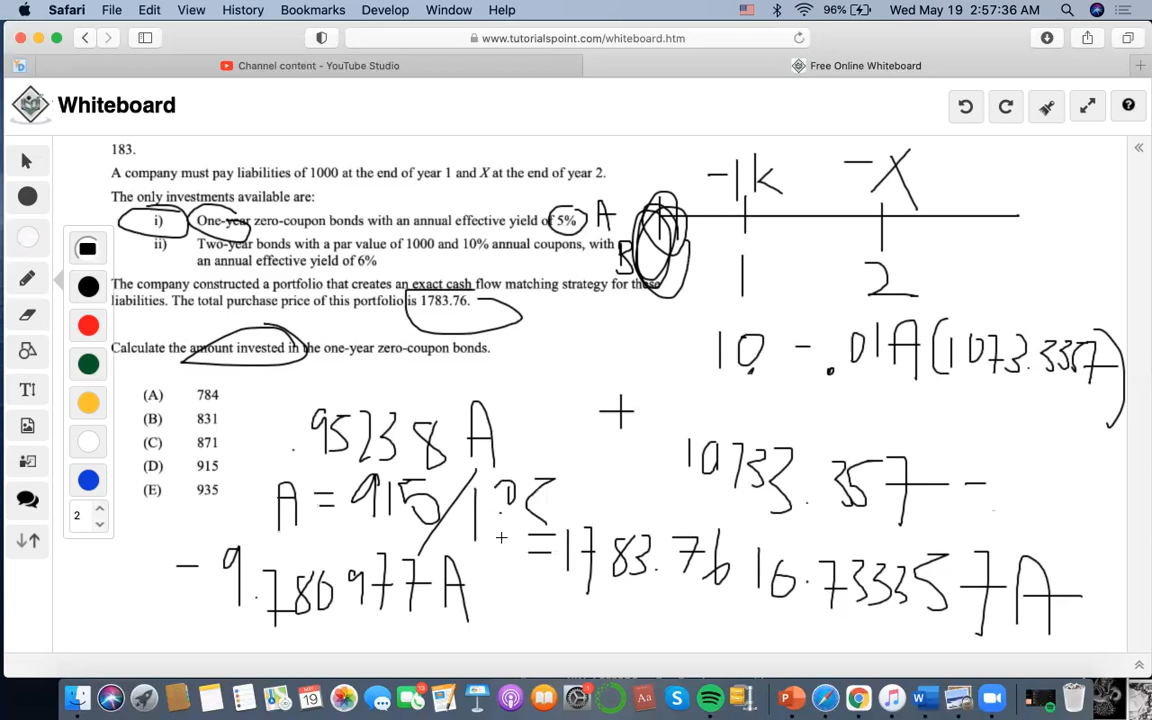 Safari File Edit View History Bookmarks Develop Window Help 96% Wed May 19 2:57:36 AM
www.tutorialspoint.com/whiteboard.htm
Channel content - YouTube Studio
Free Online Whiteboard
Whiteboard
183.
A company must pay liabilities of 1000 at the end of year 1 and X at the end of year 2.
The only investments available are:
i) One-year zero-coupon bonds with an annual effective yield of 5%
ii) Two-year bonds with a par value of 1000 and 10% annual coupons, with
an annual effective yield of 6%
The company constructed a portfolio that creates an exact cash flow matching strategy for these
liabilities. The total purchase price of this portfolio is 1783.76.
Calculate the amount invested in the one-year zero-coupon bonds.
(A) 784
(B) 831
(C) 871
(D) 915
(E) 935
-1k -X
A
B
1 2
10 - .01A(1073.3357)
.95238A +
10733.357 -
A = 915/1.05
=1783.76 10.733357A
- 9.780977A
2